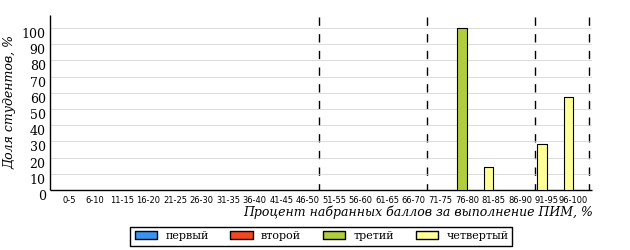 Доля студентов, %
100
90
80
70
60
50
40
30
20
10
0
0-5 6-10 11-15 16-20 21-25 26-30 31-35 36-40 41-45 46-50 51-55 56-60 61-65 66-70 71-75 76-80 81-85 86-90 91-95 96-100
Процент набранных баллов за выполнение ПИМ, %
первый второй третий четвертый